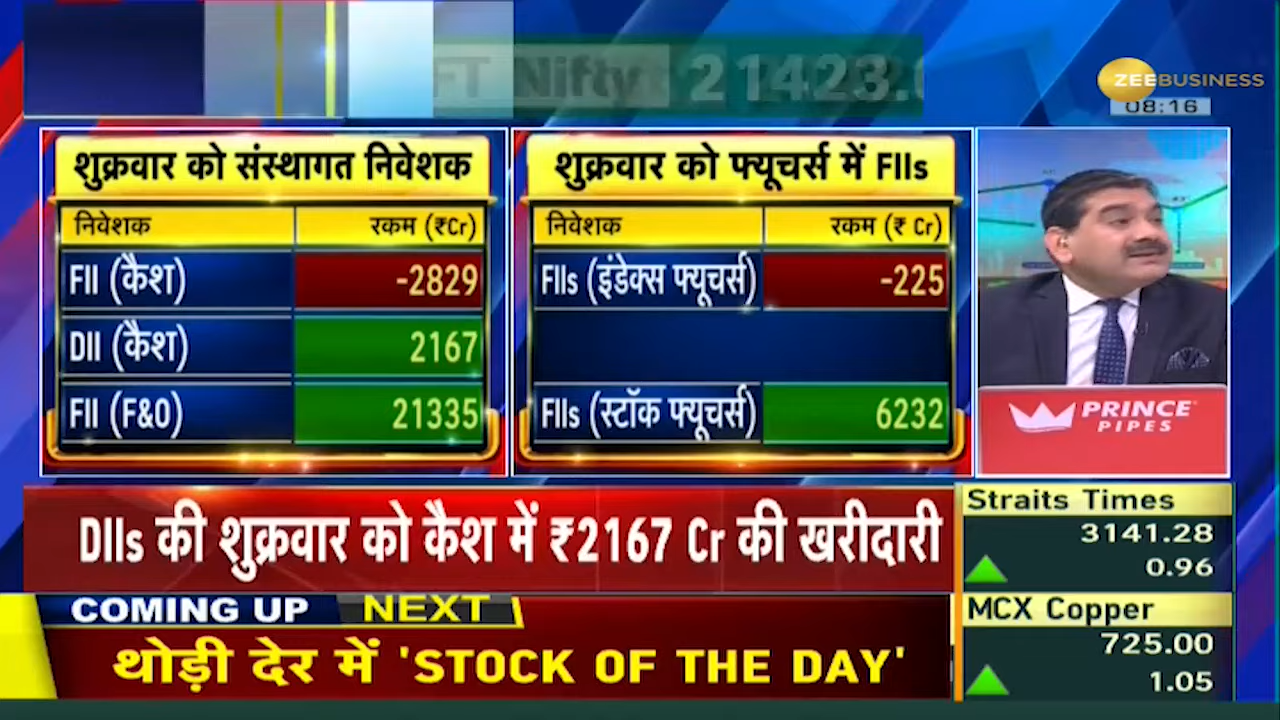 Nifty
21423.
ZEEBUSINESS
08:16
शुक्रवार को संस्थागत निवेशक
निवेशक रकम (₹Cr)
FII (कैश) -2829
DII (कैश) 2167
FII (F&O) 21335
शुक्रवार को फ्यूचर्स में FIIs
निवेशक रकम (₹ Cr)
FIIs (इंडेक्स फ्यूचर्स) -225
FIIs (स्टॉक फ्यूचर्स) 6232
PRINCE
PIPES
DIIs की शुक्रवार को कैश में ₹2167 Cr की खरीदारी
Straits Times
3141.28
0.96
COMING UP NEXT
थोड़ी देर में 'STOCK OF THE DAY'
MCX Copper
725.00
1.05